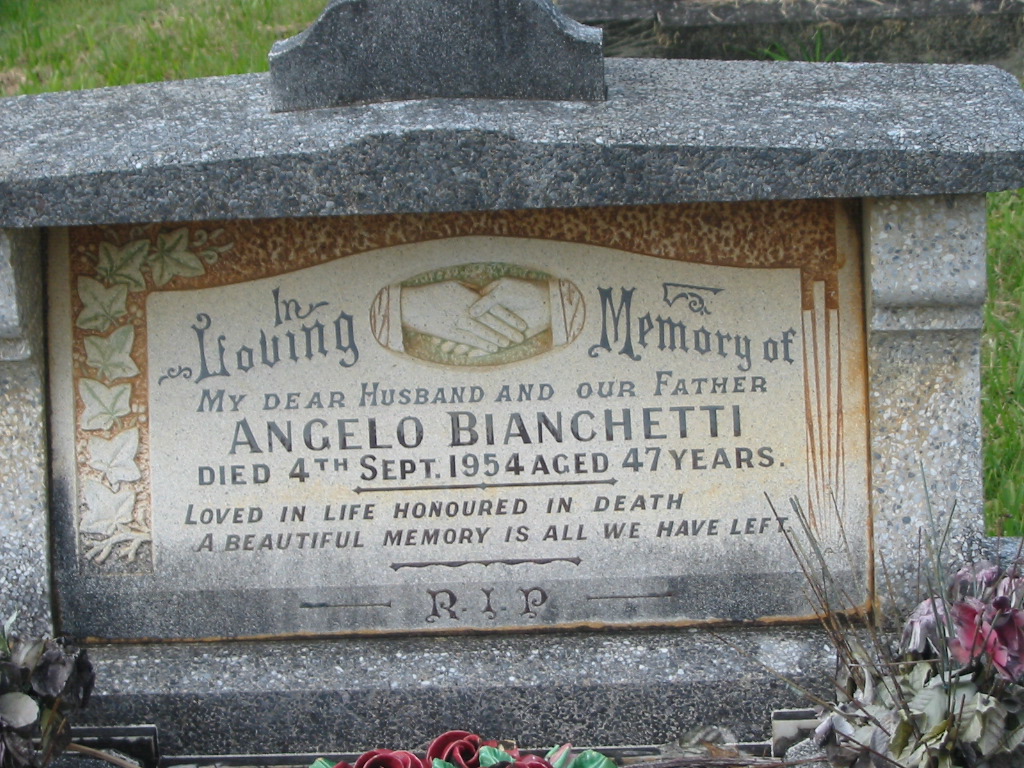 In
Loving Memory of
My dear Husband and our Father
Angelo Bianchetti
died 4th Sept. 1954 aged 47 years.
Loved in life honoured in death
A beautiful memory is all we have left.
R.I.P